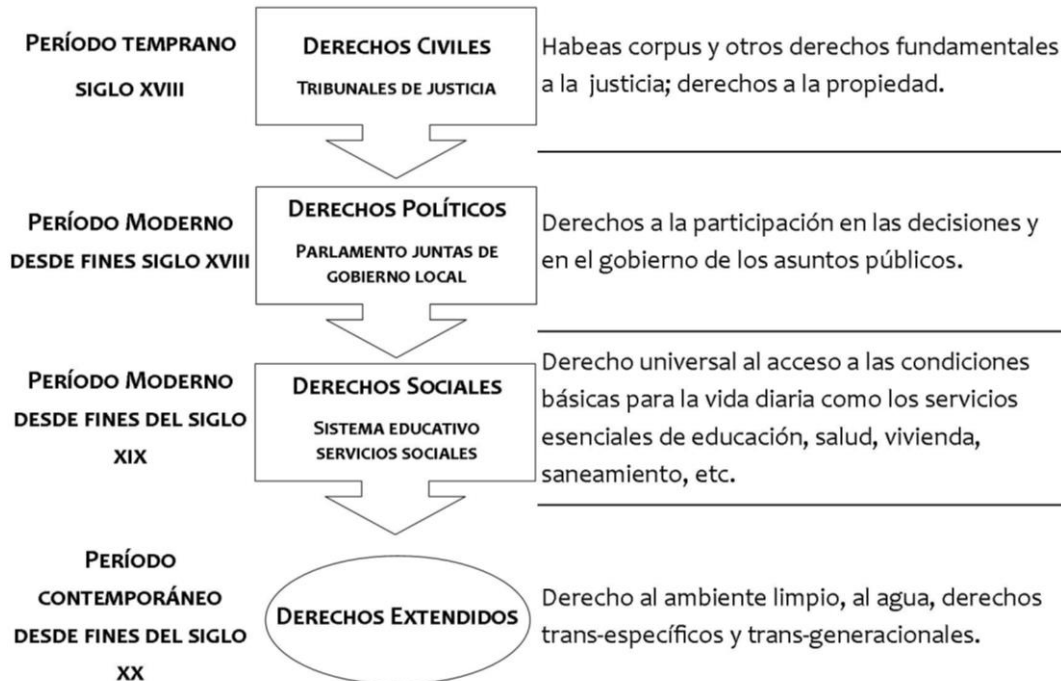 PERÍODO TEMPRANO
SIGLO XVIII
DERECHOS CIVILES
TRIBUNALES DE JUSTICIA
Habeas corpus y otros derechos fundamentales
a la justicia; derechos a la propiedad.
PERÍODO MODERNO
DESDE FINES SIGLO XVIII
DERECHOS POLÍTICOS
PARLAMENTO JUNTAS DE
GOBIERNO LOCAL
Derechos a la participación en las decisiones y
en el gobierno de los asuntos públicos.
PERÍODO MODERNO
DESDE FINES DEL SIGLO
XIX
DERECHOS SOCIALES
SISTEMA EDUCATIVO
SERVICIOS SOCIALES
Derecho universal al acceso a las condiciones
básicas para la vida diaria como los servicios
esenciales de educación, salud, vivienda,
saneamiento, etc.
PERÍODO
CONTEMPORÁNEO
DESDE FINES DEL SIGLO
XX
DERECHOS EXTENDIDOS
Derecho al ambiente limpio, al agua, derechos
trans-específicos y trans-generacionales.